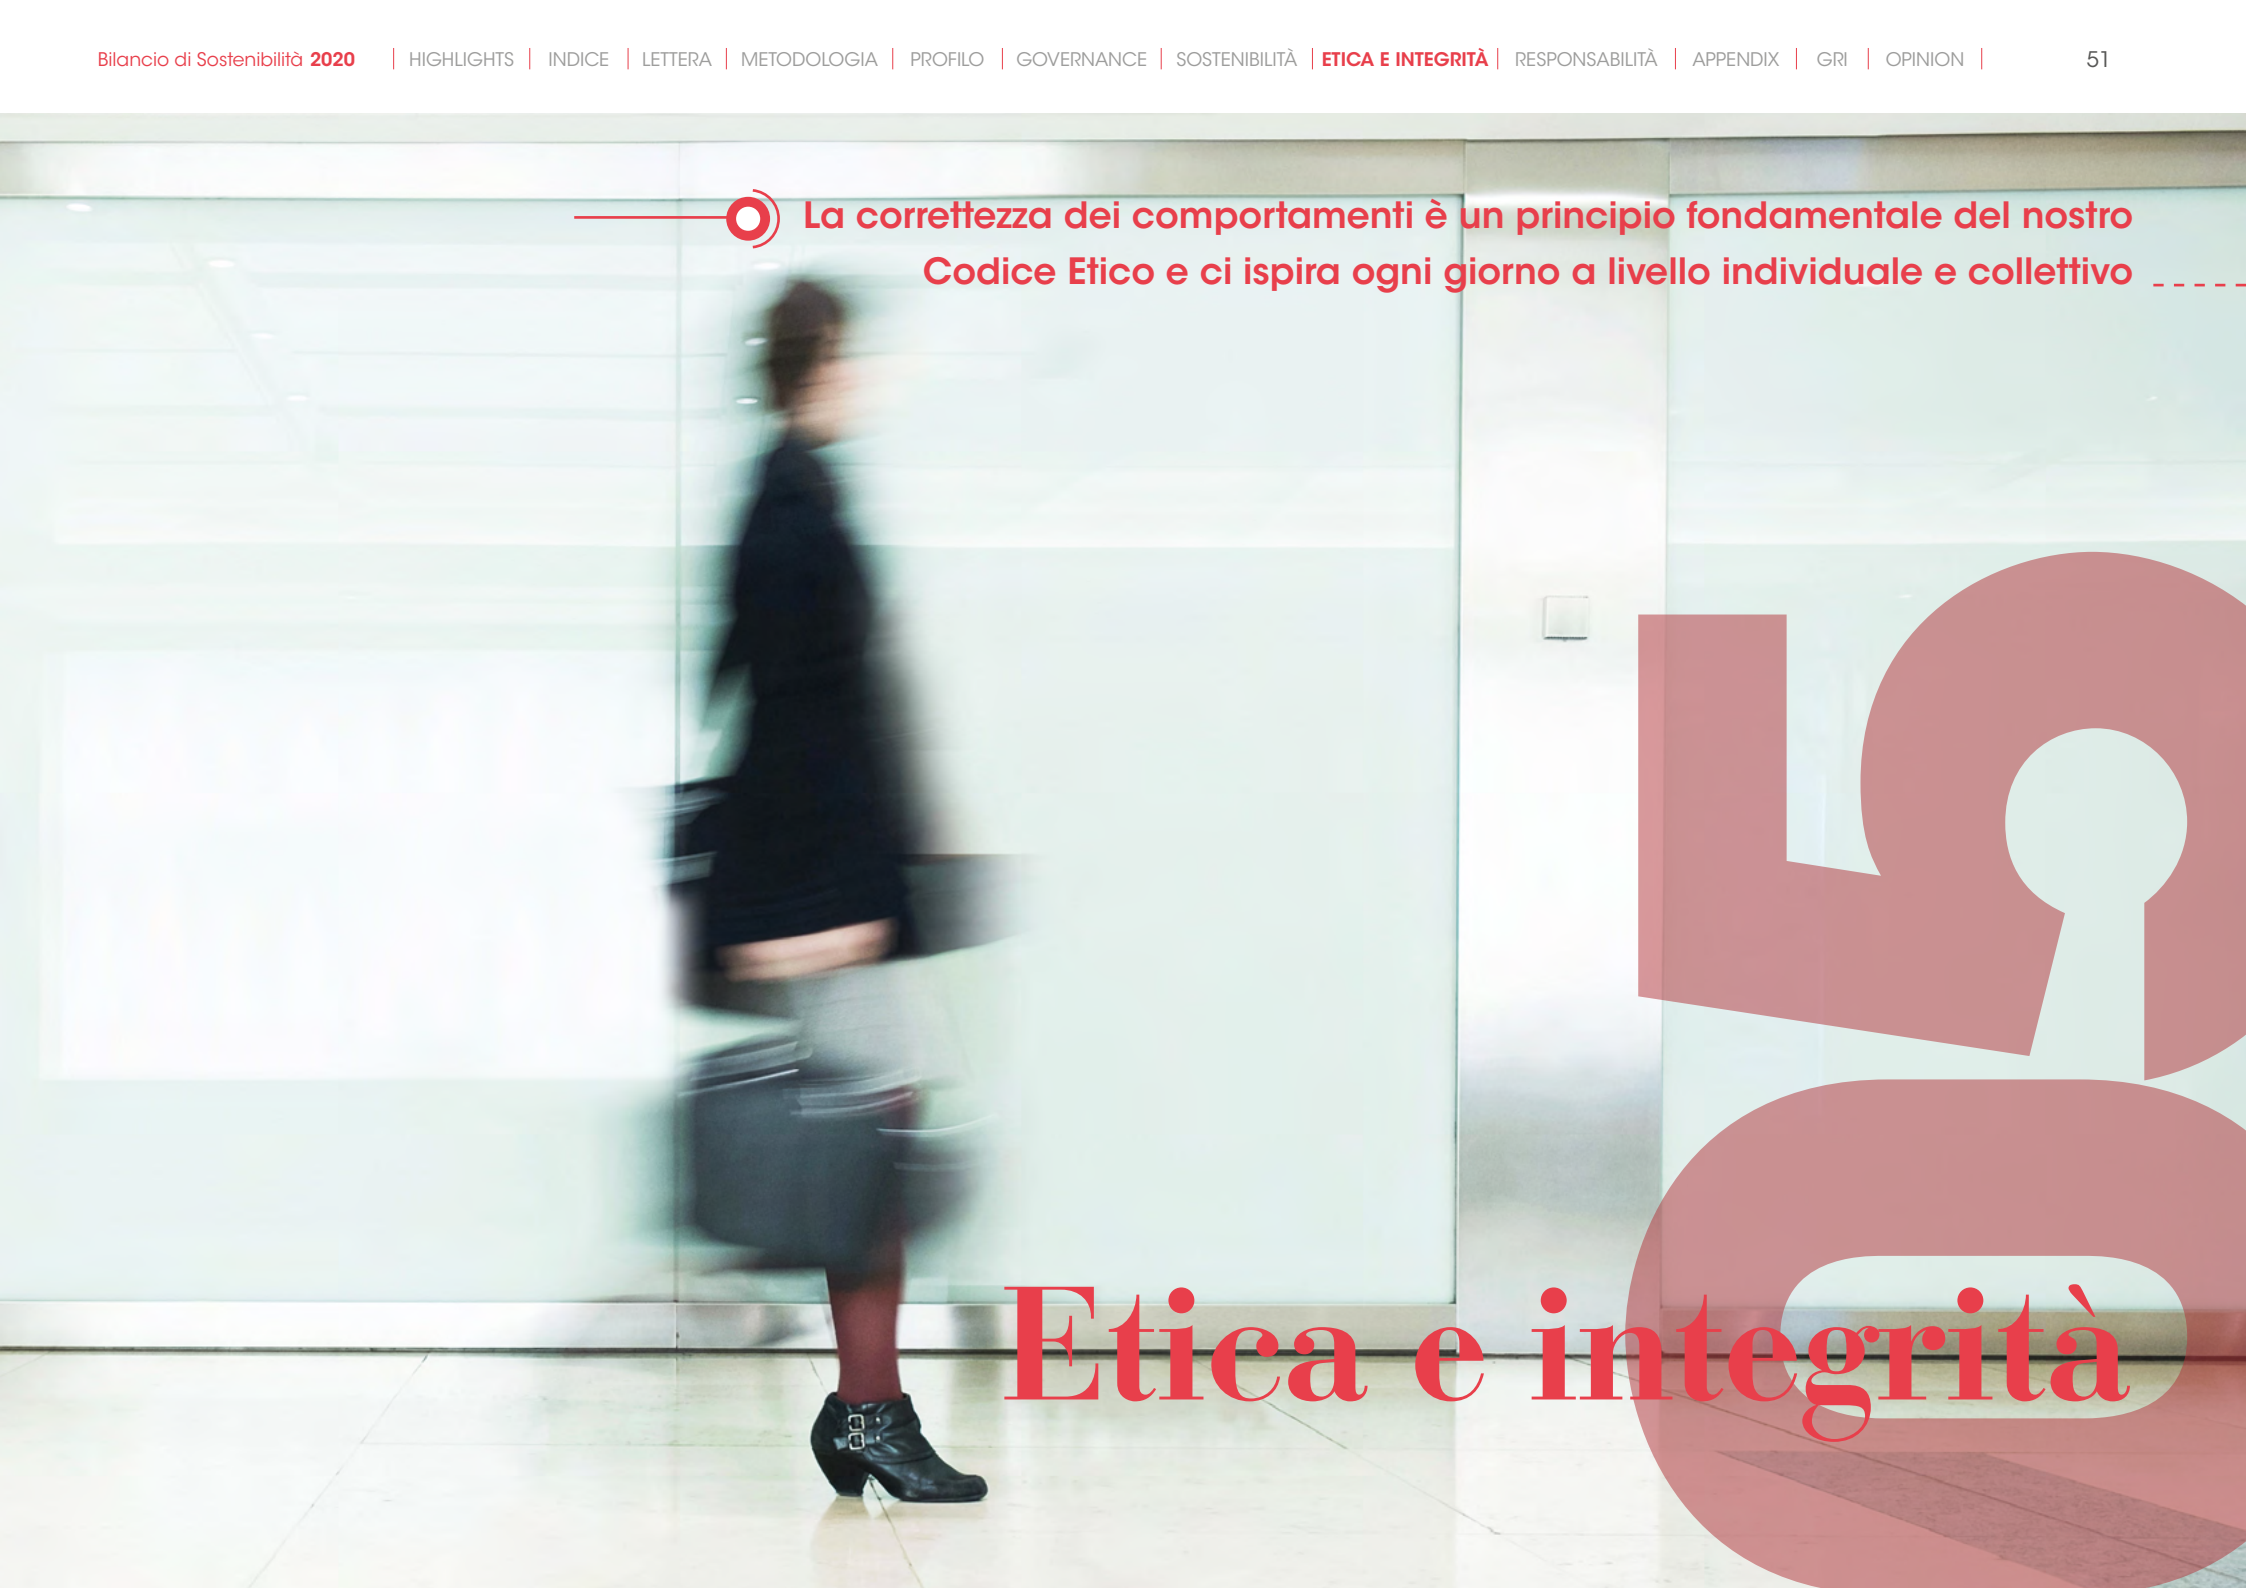 Bilancio di Sostenibilità 2020 | HIGHLIGHTS | INDICE | LETTERA | METODOLOGIA | PROFILO | GOVERNANCE | SOSTENIBILITÀ | ETICA E INTEGRITÀ | RESPONSABILITÀ | APPENDIX | GRI | OPINION | 51
La correttezza dei comportamenti è un principio fondamentale del nostro
Codice Etico e ci ispira ogni giorno a livello individuale e collettivo
05
Etica e integrità